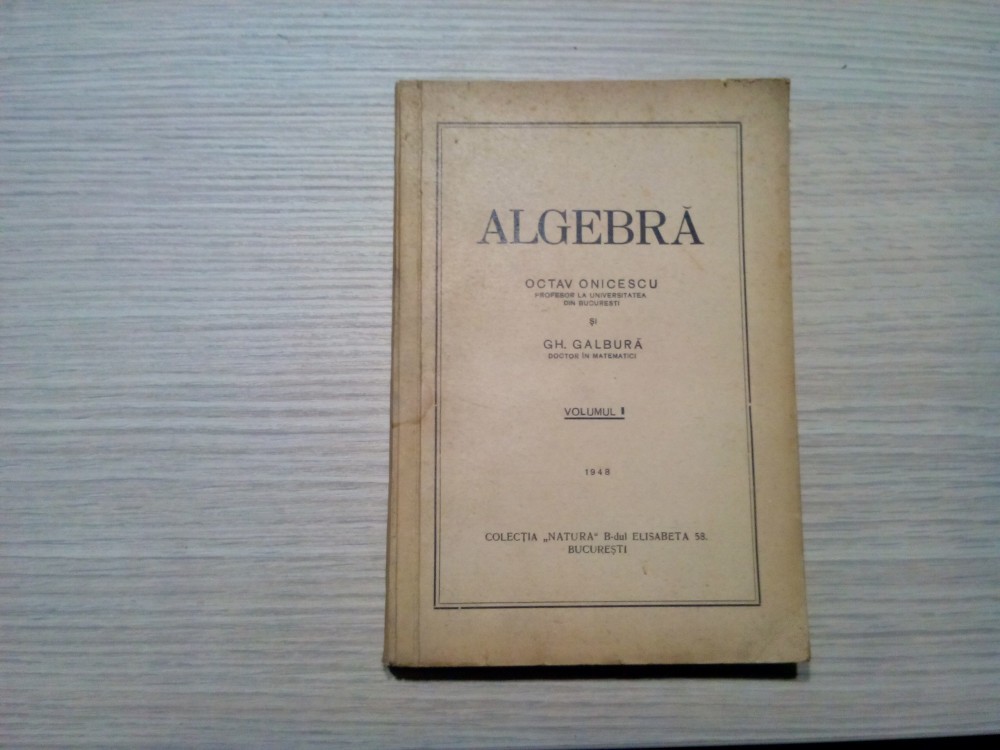 ALGEBRĂ
OCTAV ONICESCU
PROFESOR LA UNIVERSITATEA
DIN BUCUREȘTI
ȘI
GH. GALBURĂ
DOCTOR ÎN MATEMATICI
VOLUMUL I
1948
COLECȚIA „NATURA“ B-dul ELISABETA 58.
BUCUREȘTI